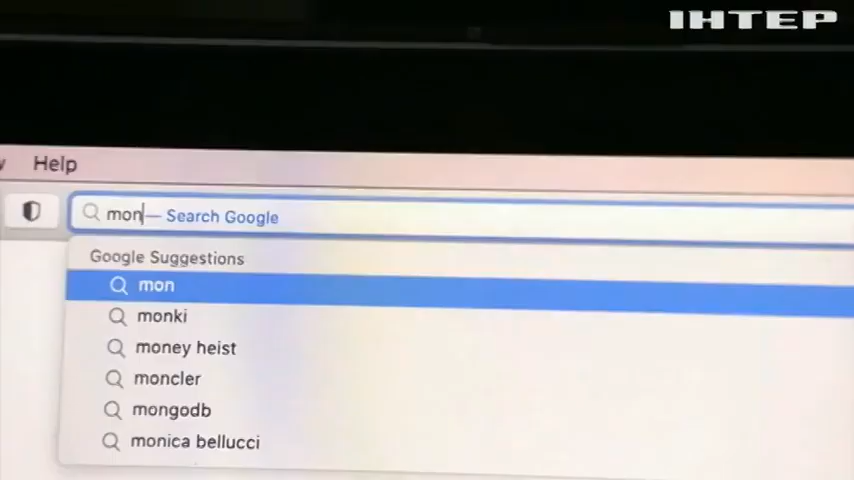 ІНТЕР
Help
mon — Search Google
Google Suggestions
mon
monki
money heist
moncler
mongodb
monica bellucci